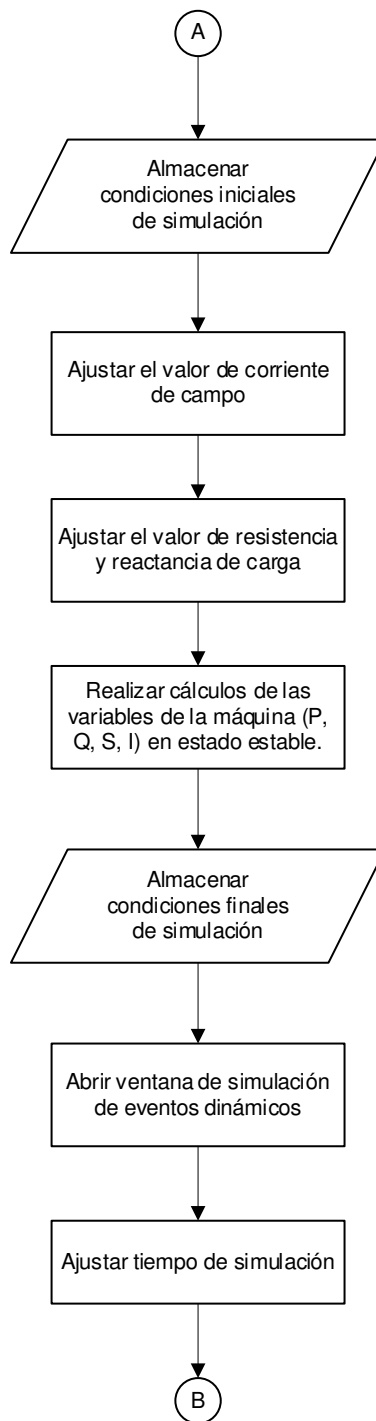 A
Almacenar
condiciones iniciales
de simulación
Ajustar el valor de corriente
de campo
Ajustar el valor de resistencia
y reactancia de carga
Realizar cálculos de las
variables de la máquina (P,
Q, S, I) en estado estable.
Almacenar
condiciones finales
de simulación
Abrir ventana de simulación
de eventos dinámicos
Ajustar tiempo de simulación
B